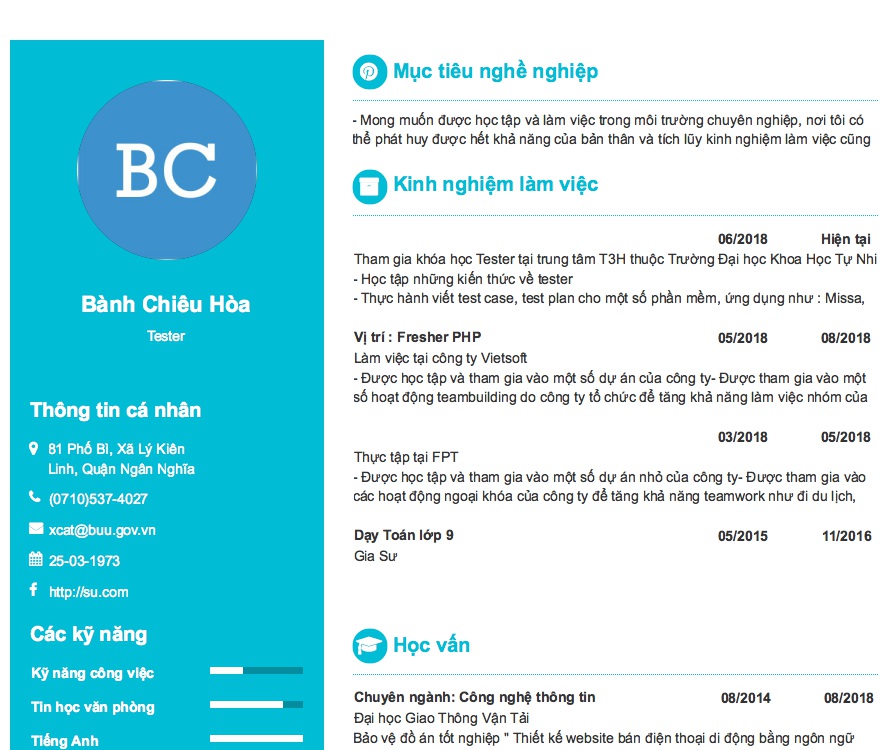 BC
Bành Chiêu Hòa
Tester
Thông tin cá nhân
81 Phố Bì, Xã Lý Kiên
Linh, Quận Ngân Nghĩa
(0710)537-4027
xcat@buu.gov.vn
25-03-1973
http://su.com
Các kỹ năng
Kỹ năng công việc
Tin học văn phòng
Tiếng Anh
Mục tiêu nghề nghiệp
- Mong muốn được học tập và làm việc trong môi trường chuyên nghiệp, nơi tôi có
thể phát huy được hết khả năng của bản thân và tích lũy kinh nghiệm làm việc cũng
Kinh nghiệm làm việc
06/2018 Hiện tại
Tham gia khóa học Tester tại trung tâm T3H thuộc Trường Đại học Khoa Học Tự Nhi
- Học tập những kiến thức về tester
- Thực hành viết test case, test plan cho một số phần mềm, ứng dụng như : Missa,
Vị trí : Fresher PHP 05/2018 08/2018
Làm việc tại công ty Vietsoft
- Được học tập và tham gia vào một số dự án của công ty- Được tham gia vào một
số hoạt động teambuilding do công ty tổ chức để tăng khả năng làm việc nhóm của
03/2018 05/2018
Thực tập tại FPT
- Được học tập và tham gia vào một số dự án nhỏ của công ty- Được tham gia vào
các hoạt động ngoại khóa của công ty để tăng khả năng teamwork như đi du lịch,
Dạy Toán lớp 9 05/2015 11/2016
Gia Sư
Học vấn
Chuyên ngành: Công nghệ thông tin 08/2014 08/2018
Đại học Giao Thông Vận Tải
Bảo vệ đồ án tốt nghiệp " Thiết kế website bán điện thoại di động bằng ngôn ngữ